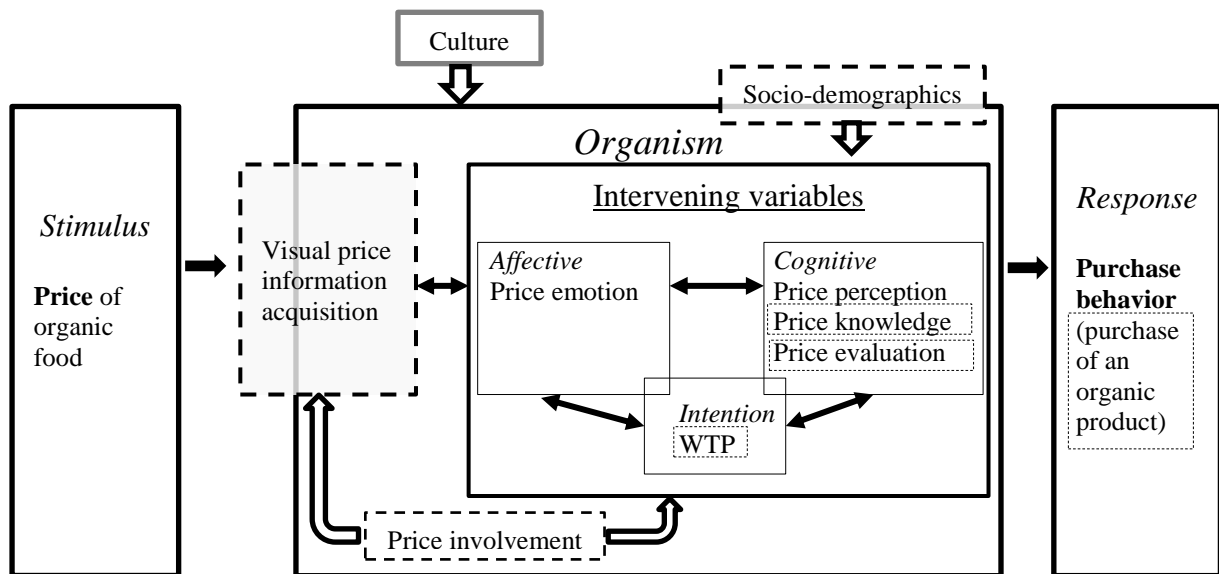 Culture
Socio-demographics
Organism
Stimulus
Price of
organic
food
Visual price
information
acquisition
Intervening variables
Affective
Price emotion
Cognitive
Price perception
Price knowledge
Price evaluation
Intention
WTP
Price involvement
Response
Purchase
behavior
(purchase
of an
organic
product)